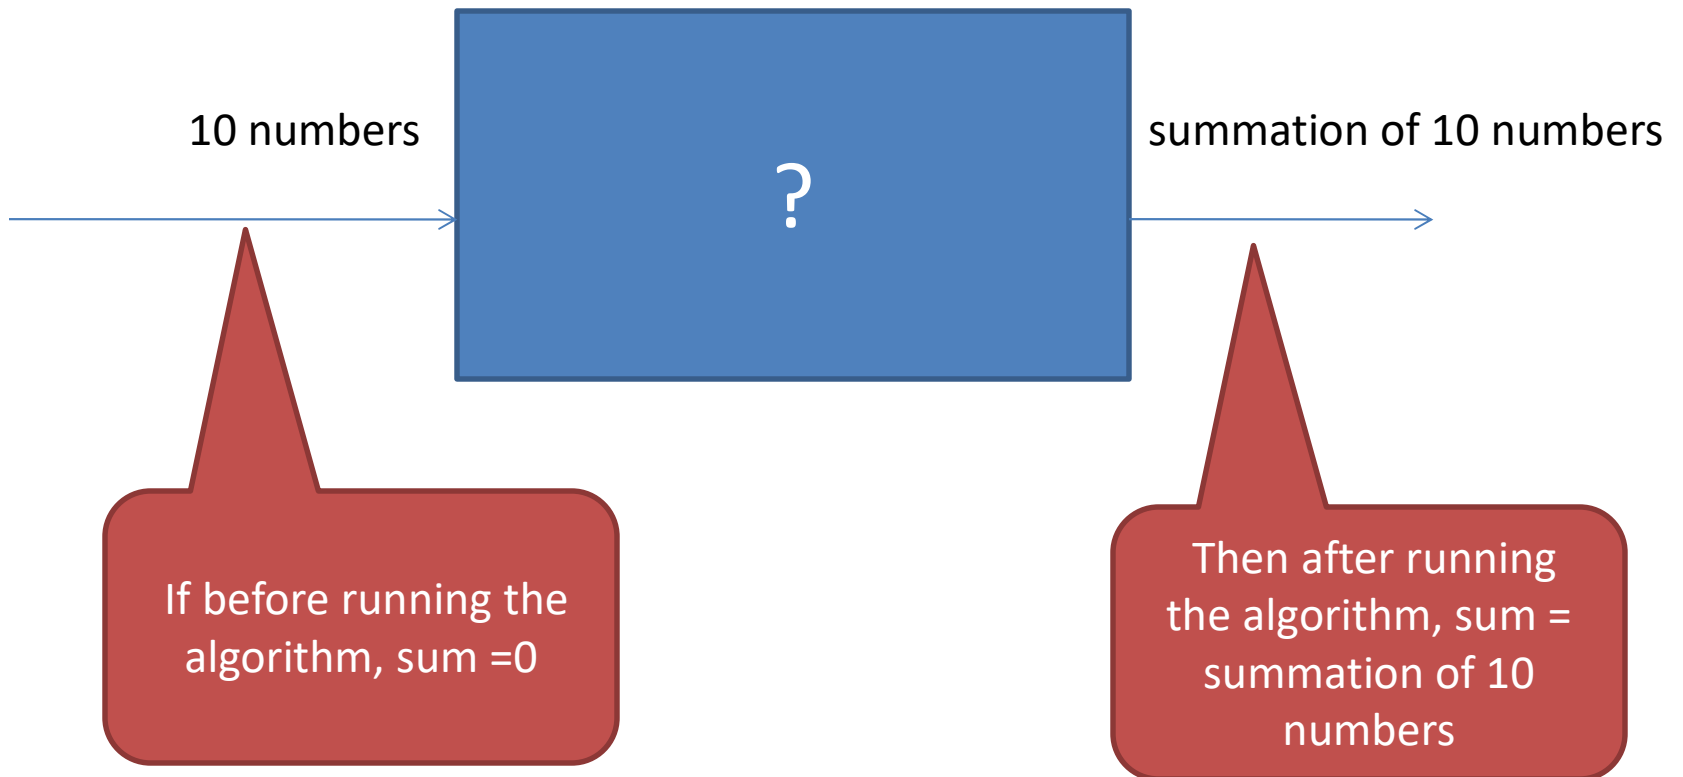 10 numbers
?
summation of 10 numbers
If before running the
algorithm, sum =0
Then after running
the algorithm, sum =
summation of 10
numbers